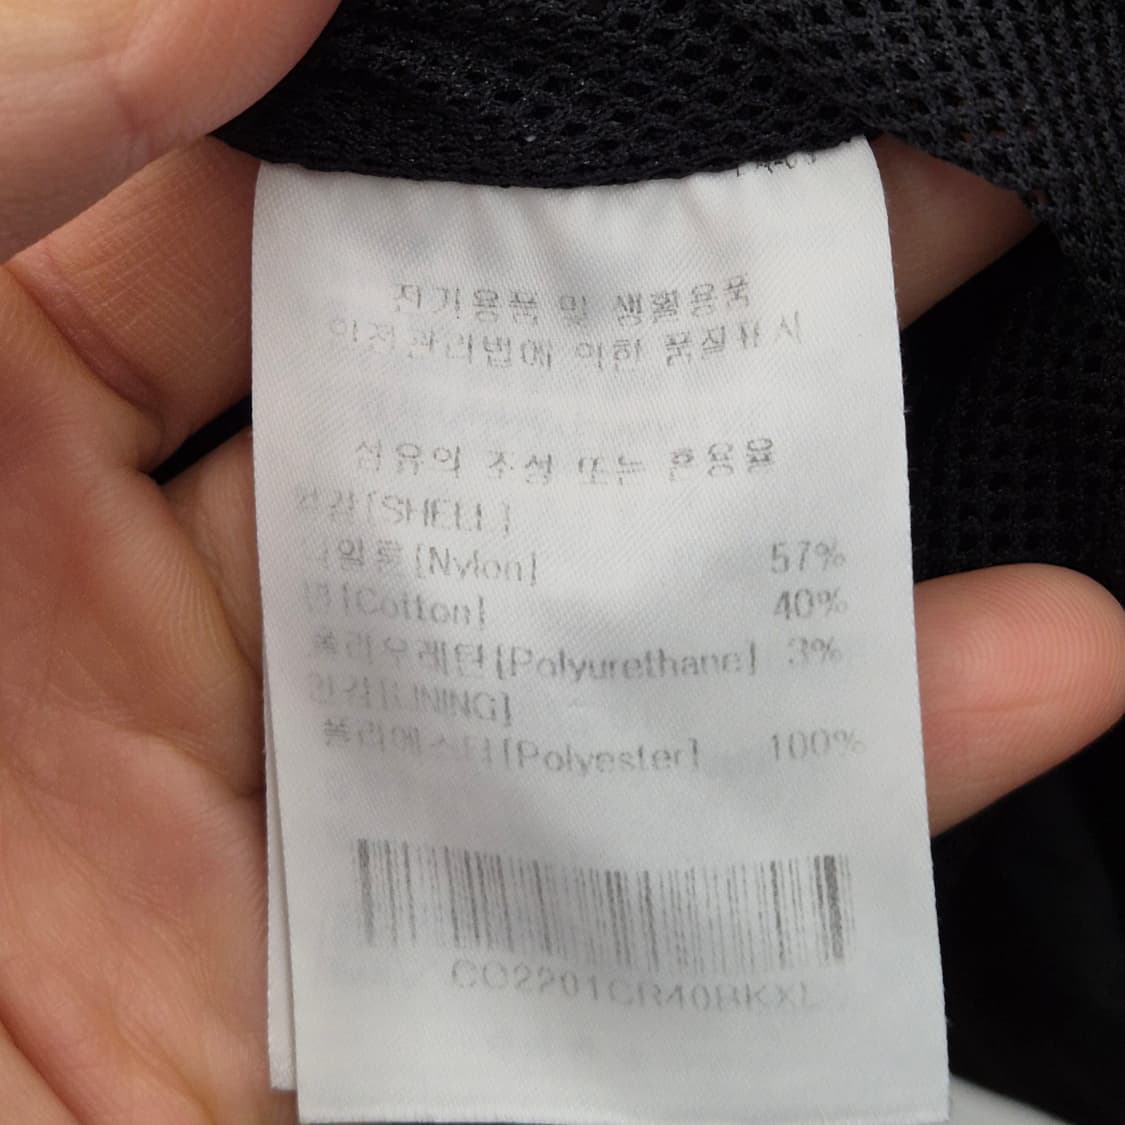 전기용품 및 생활용품
안전관리법에 의한 품질표시
섬유의 조성 또는 혼용율
겉감[SHELL]
나일론[Nylon] 57%
면[Cotton] 40%
폴리우레탄[Polyurethane] 3%
안감[LINING]
폴리에스터[Polyester] 100%
CO2201CR40BKXL